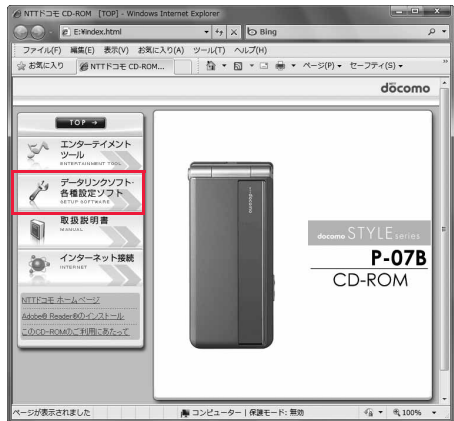 NTTドコモ CD-ROM [TOP] - Windows Internet Explorer
E:¥index.html
Bing
ファイル(F) 編集(E) 表示(V) お気に入り(A) ツール(T) ヘルプ(H)
お気に入り NTTドコモ CD-ROM... ページ(P) セーフティ(S) »
döcomo
TOP →
エンターテイメント
ツール
ENTERTAINMENT TOOL
データリンクソフト・
各種設定ソフト
SETUP SOFTWARE
取扱説明書
MANUAL
インターネット接続
INTERNET
NTTドコモ ホームページ
Adobe® Reader®のインストール
このCD-ROMのご利用にあたって
docomo STYLE series
P-07B
CD-ROM
ページが表示されました コンピューター | 保護モード: 無効 100%